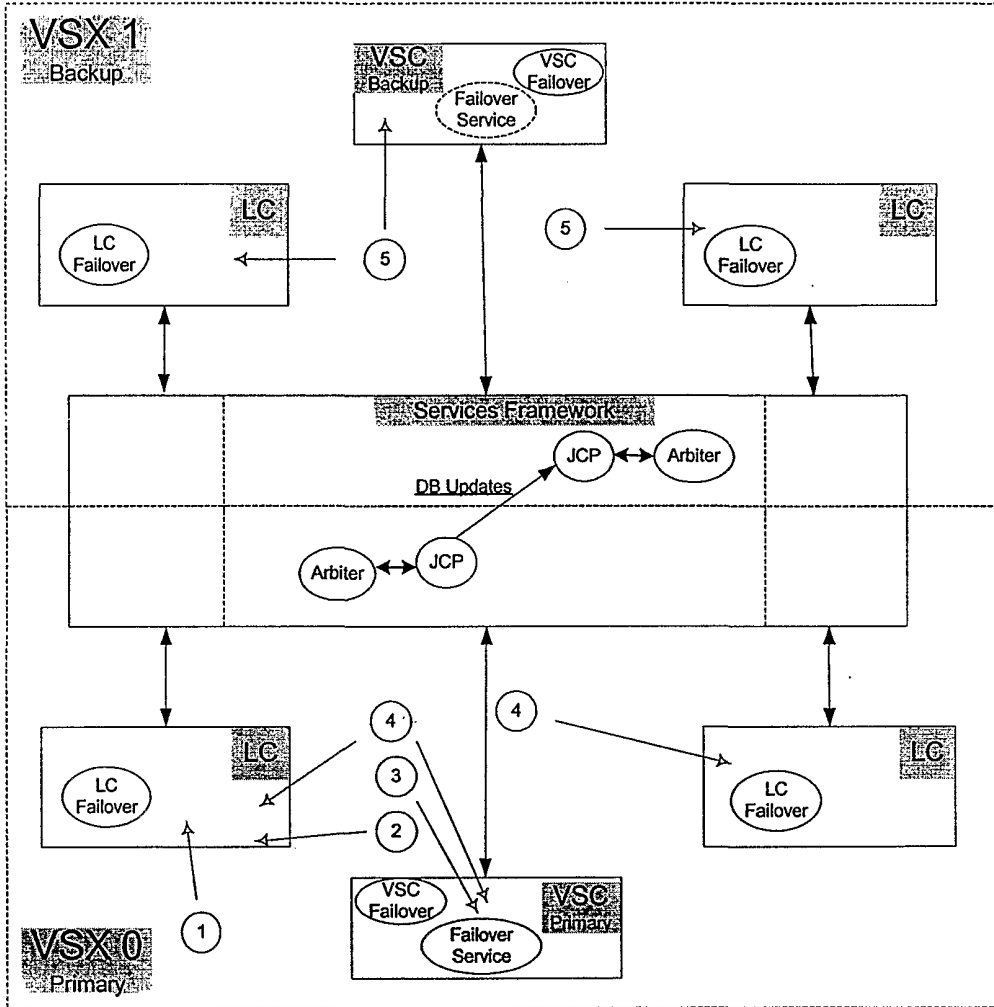 VSX 1
Backup
VSC
Backup
VSC
Failover
Failover
Service
LC
LC
Failover
5
5
LC
LC
Failover
Services Framework
JCP
Arbiter
DB Updates
Arbiter
JCP
LC
LC
Failover
4
3
2
1
4
LC
LC
Failover
VSC
Failover
Failover
Service
VSC
Primary
VSX 0
Primary